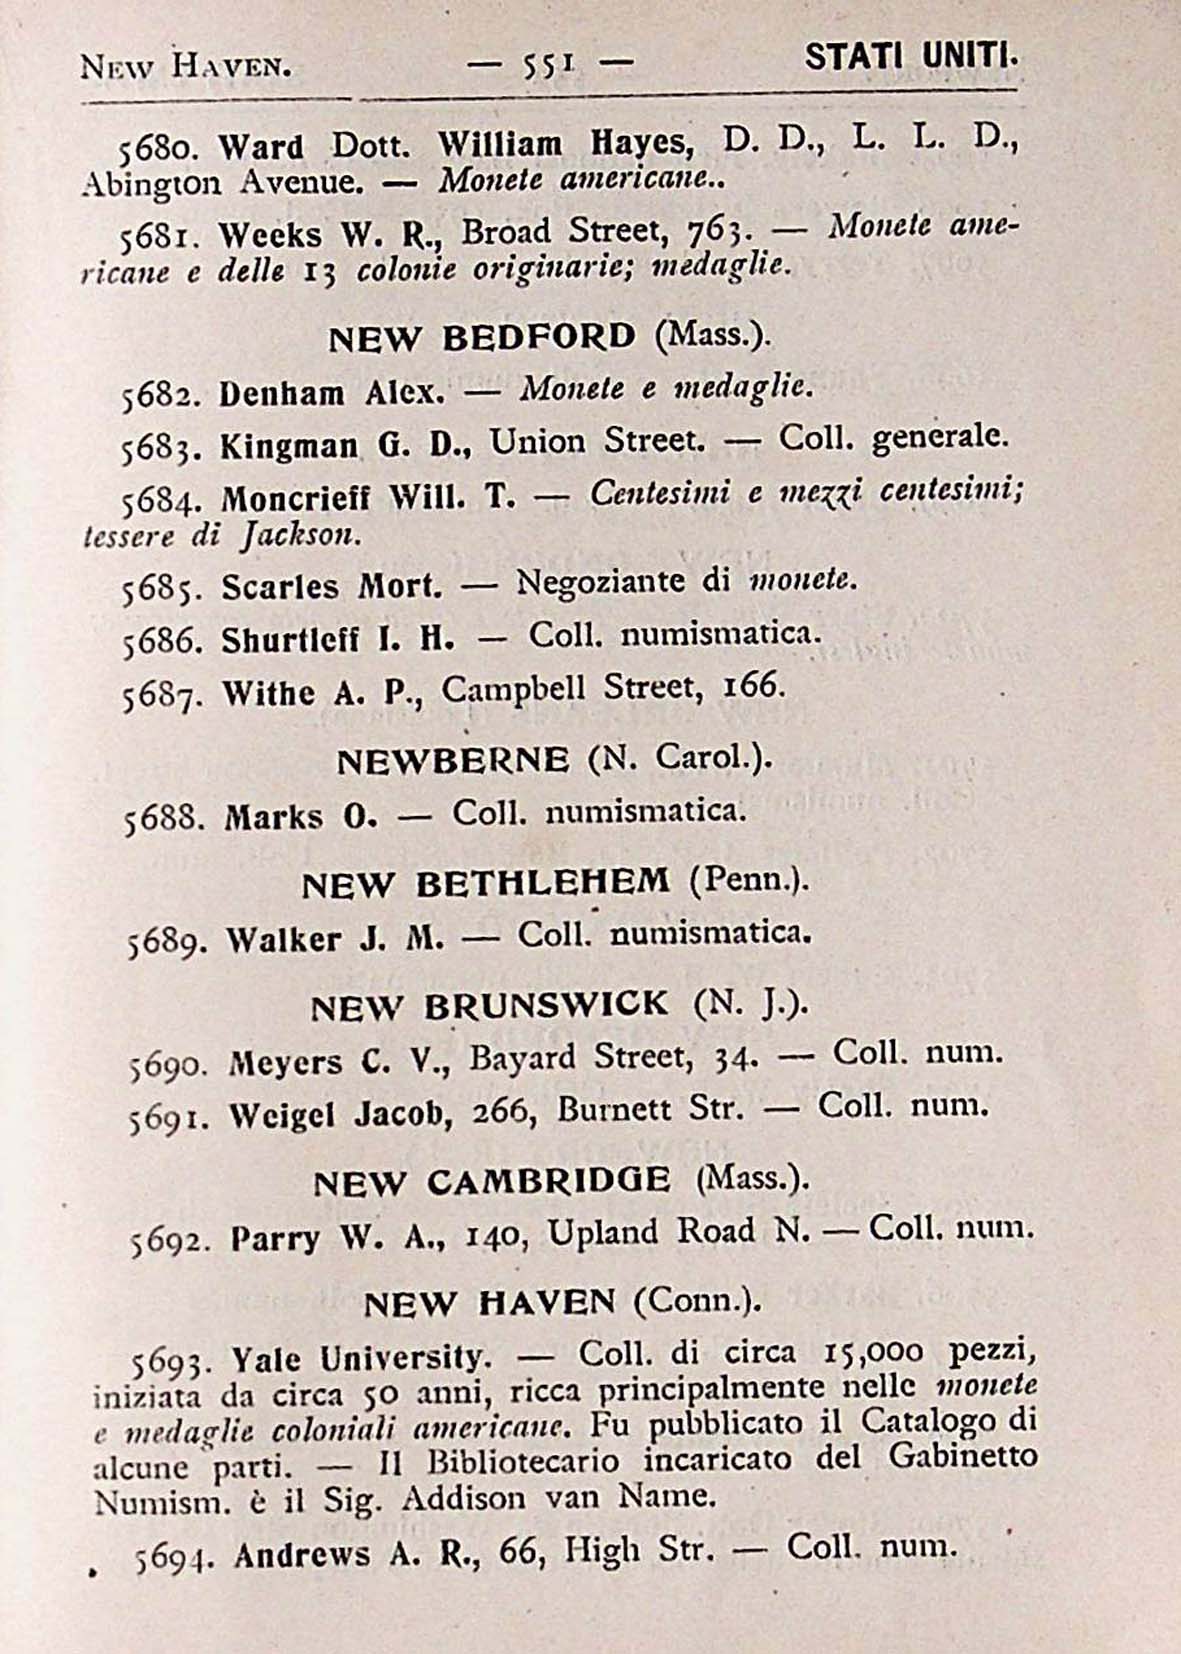 New Haven. — 551 — STATI UNITI.
5680. Ward Dott. William Hayes, D. D., L. L. D.,
Abington Avenue. — Monete americane..
5681. Weeks W. R., Broad Street, 763. — Monete ame-
ricane e delle 13 colonie originarie; medaglie.
NEW BEDFORD (Mass.).
5682. Denham Alex. — Monete e medaglie.
5683. Kingman G. D., Union Street. — Coll. generale.
5684. Moncrieff Will. T. — Centesimi e mezzi centesimi;
tessere di Jackson.
5685. Scarles Mort. — Negoziante di monete.
5686. Shurtleff I. H. — Coll. numismatica.
5687. Withe A. P., Campbell Street, 166.
NEWBERNE (N. Carol.).
5688. Marks O. — Coll. numismatica.
NEW BETHLEHEM (Penn.).
5689. Walker J. M. — Coll. numismatica.
NEW BRUNSWICK (N. J.).
5690. Meyers C. V., Bayard Street, 34. — Coll. num.
5691. Weigel Jacob, 266, Burnett Str. — Coll. num.
NEW CAMBRIDGE (Mass.).
5692. Parry W. A., 140, Upland Road N. — Coll. num.
NEW HAVEN (Conn.).
5693. Yale University. — Coll. di circa 15,000 pezzi,
iniziata da circa 50 anni, ricca principalmente nelle monete
e medaglie coloniali americane. Fu pubblicato il Catalogo di
alcune parti. — Il Bibliotecario incaricato del Gabinetto
Numism. è il Sig. Addison van Name.
5694. Andrews A. R., 66, High Str. — Coll. num.